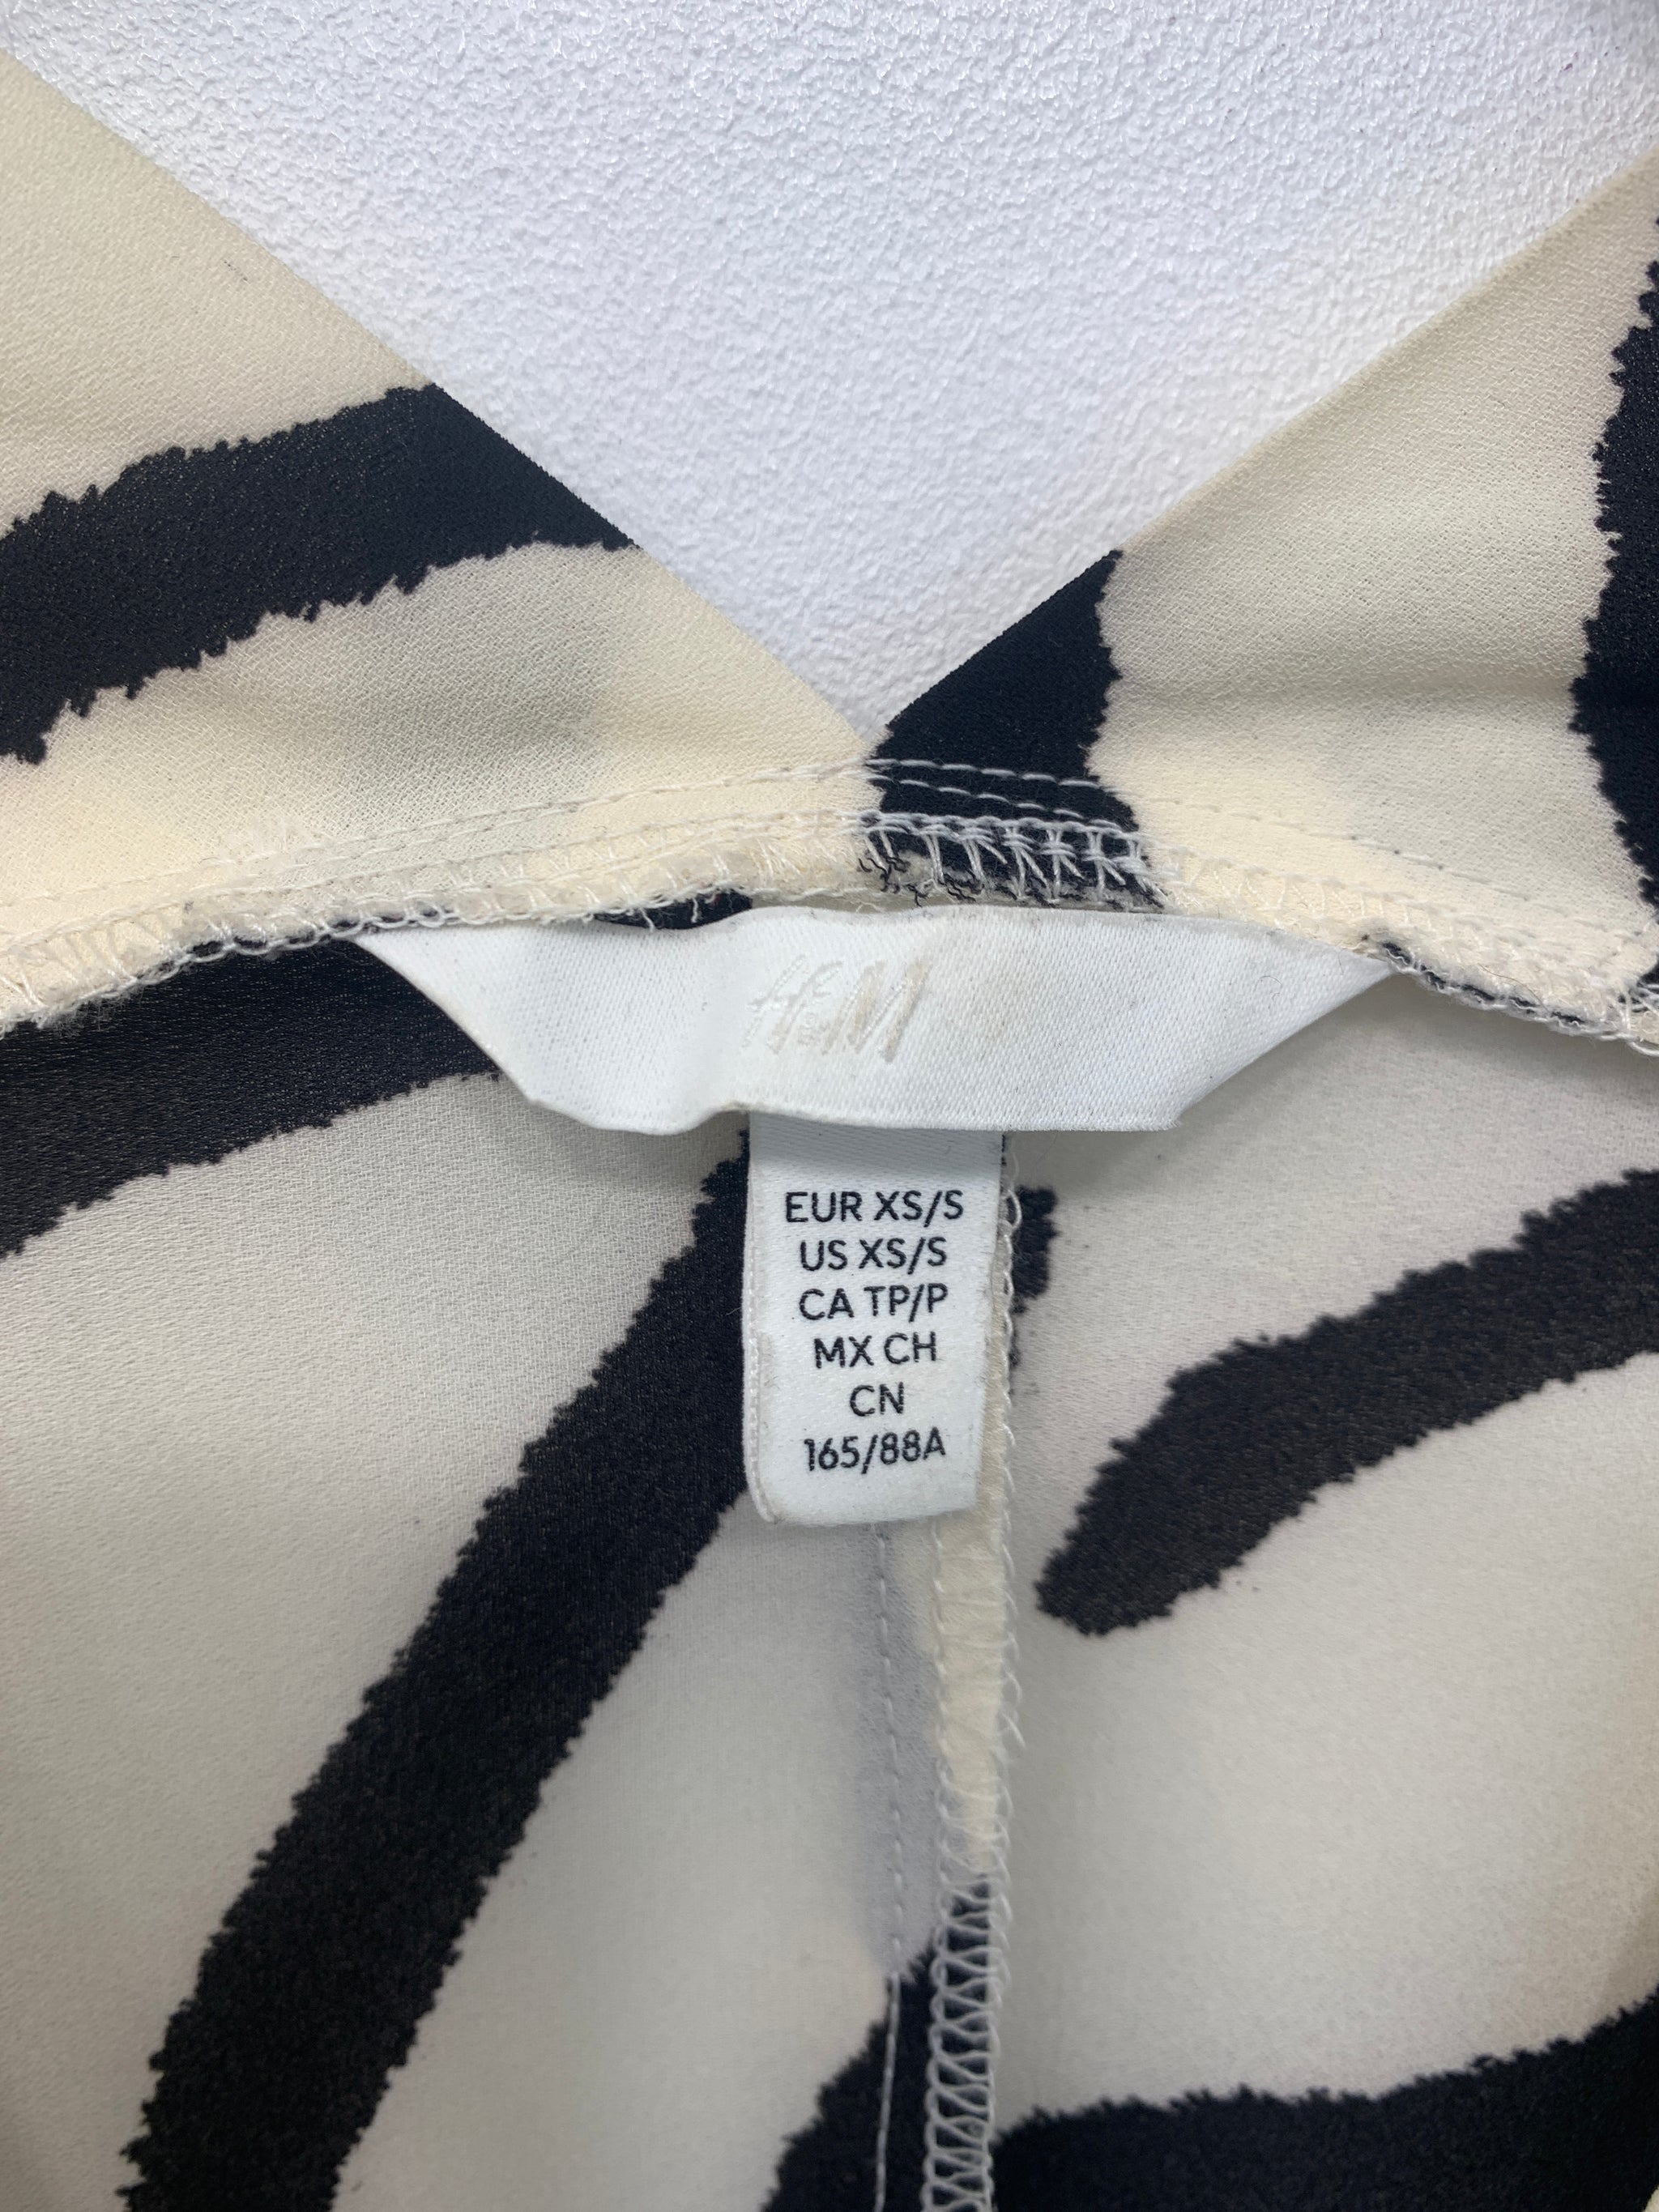 H&M
EUR XS/S
US XS/S
CA TP/P
MX CH
CN
165/88A